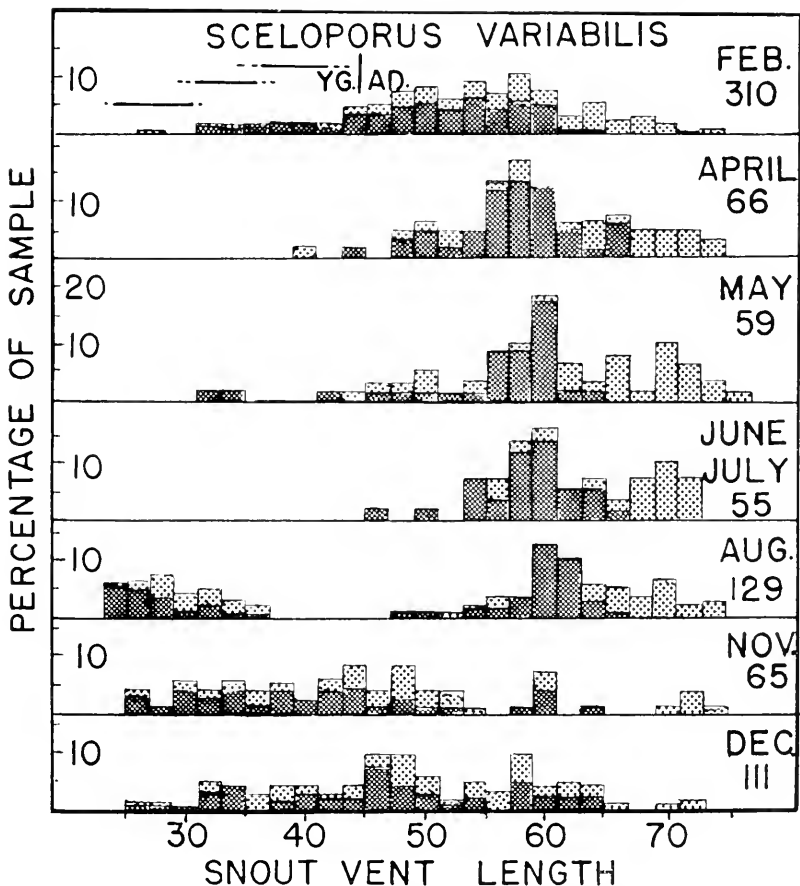 SCELOPORUS VARIABILIS
YG. AD.
FEB.
310
10
APRIL
66
10
MAY
59
20
10
JUNE
JULY
55
10
AUG.
129
10
NOV.
65
10
DEC
111
10
PERCENTAGE OF SAMPLE
30 40 50 60 70
SNOUT VENT LENGTH